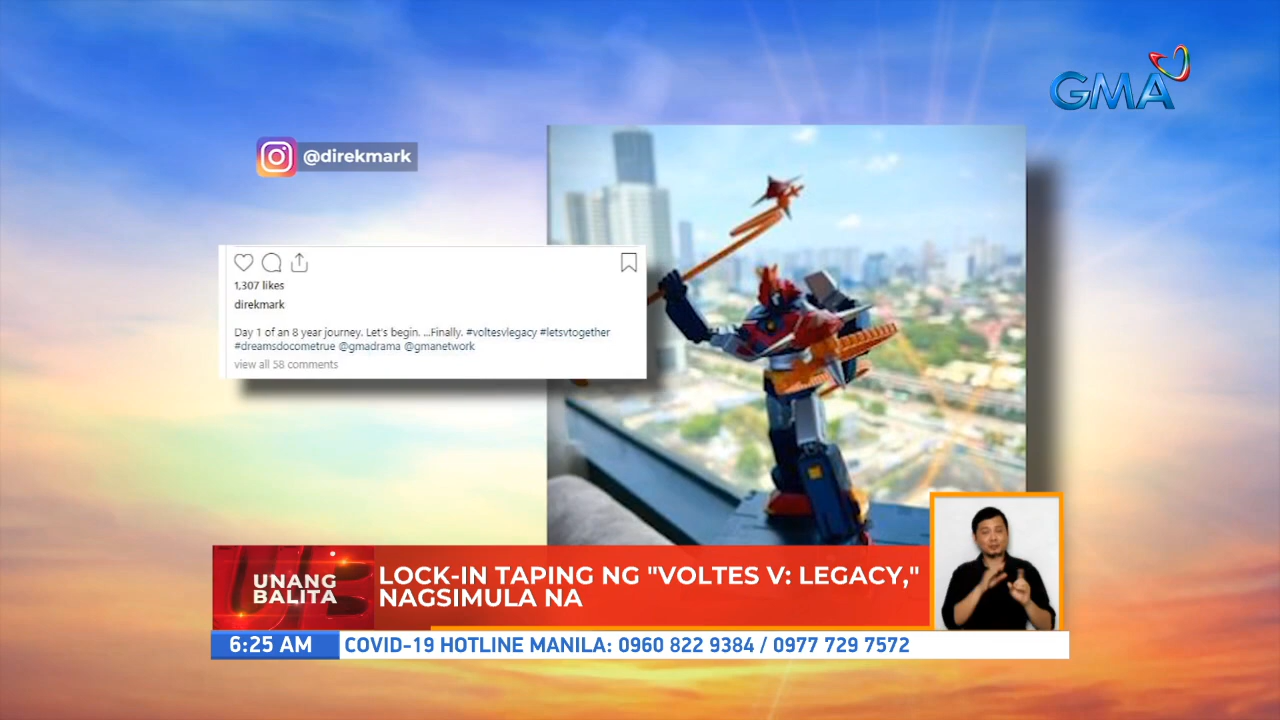 GMA
@direkmark
1,307 likes
direkmark
Day 1 of an 8 year journey. Let's begin. ...Finally. #voltesvlegacy #letsvtogether
#dreamsdocometrue @gmadrama @gmanetwork
view all 58 comments
UNANG
BALITA
LOCK-IN TAPING NG "VOLTES V: LEGACY,"
NAGSIMULA NA
6:25 AM
COVID-19 HOTLINE MANILA: 0960 822 9384 / 0977 729 7572